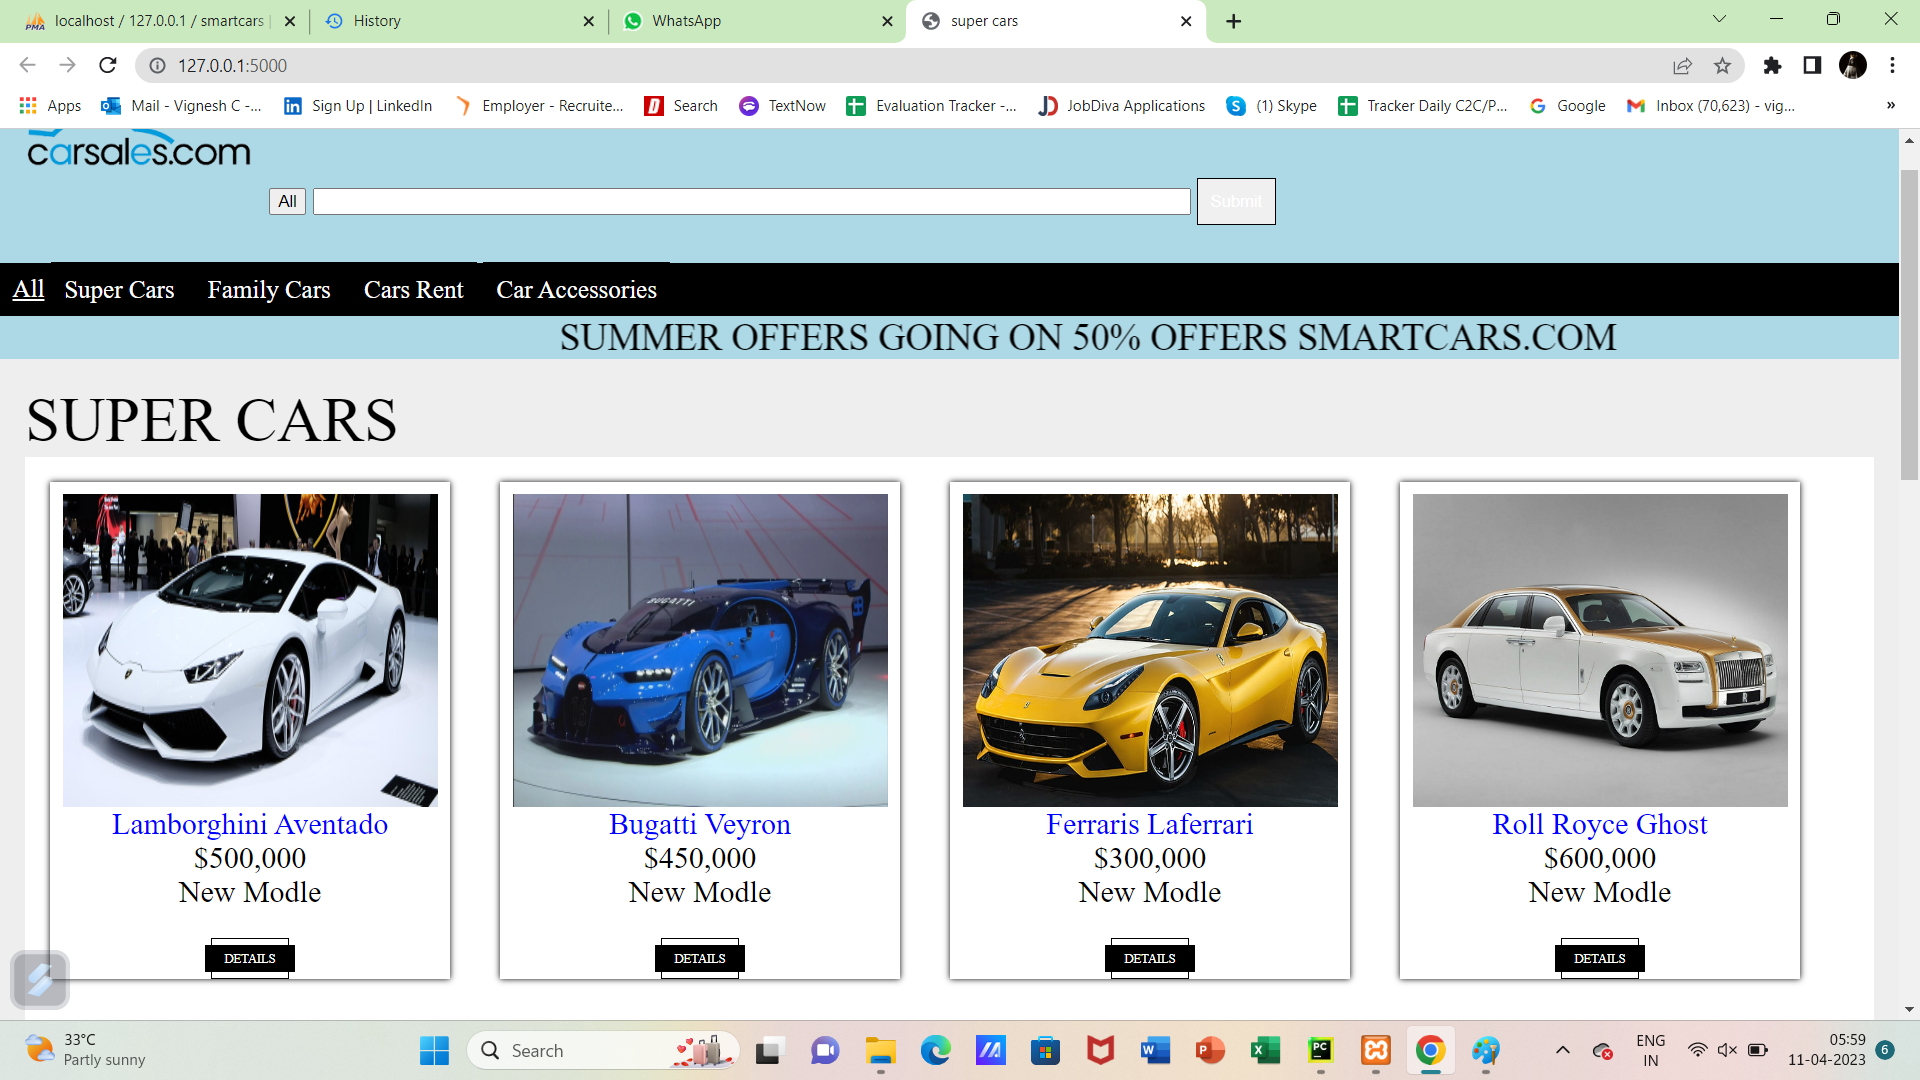 localhost / 127.0.0.1 / smartcars
History
WhatsApp
super cars
127.0.0.1:5000
Apps
Mail - Vignesh C -...
Sign Up | LinkedIn
Employer - Recruite...
Search
TextNow
Evaluation Tracker -...
JobDiva Applications
(1) Skype
Tracker Daily C2C/P...
Google
Inbox (70,623) - vig...
»
carsales.com
All
Submit
All Super Cars Family Cars Cars Rent Car Accessories
SUMMER OFFERS GOING ON 50% OFFERS SMARTCARS.COM
SUPER CARS
BUGATTI
Lamborghini Aventado
$500,000
New Modle
DETAILS
Bugatti Veyron
$450,000
New Modle
DETAILS
Ferraris Laferrari
$300,000
New Modle
DETAILS
Roll Royce Ghost
$600,000
New Modle
DETAILS
33°C
Partly sunny
Search
ENG
IN
05:59
11-04-2023
6